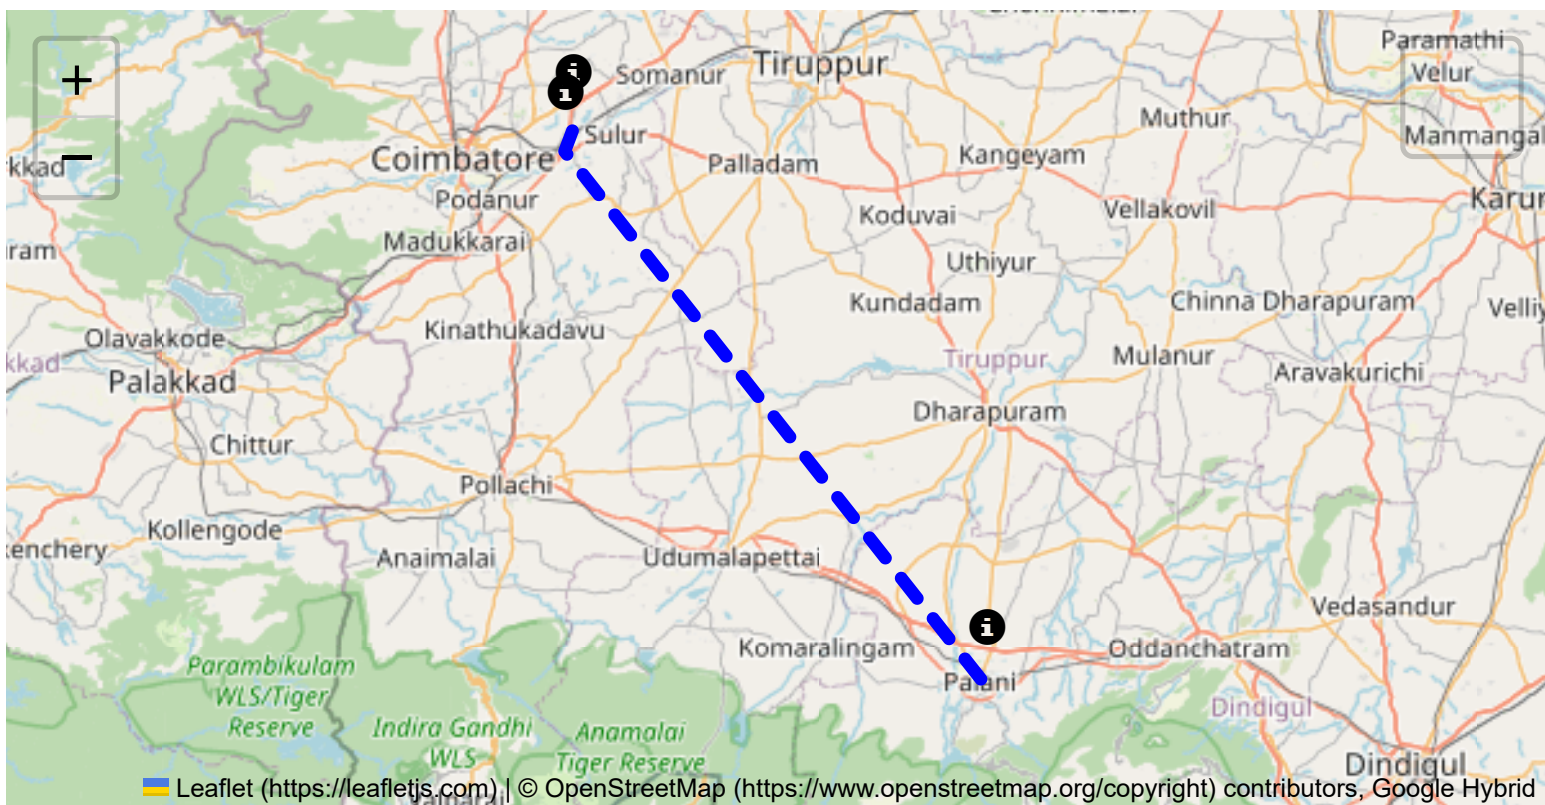 Paramathi
Tiruppur
Velur
Somanur
Muthur
Sulur
Manmangal
Coimbatore
Kangeyam
Palladam
kkad
Podanur
Karur
Koduvai
Vellakovil
Madukkarai
ram
Uthiyur
Kundadam
Chinna Dharapuram
Velliy
Kinathukadavu
Olavakkode
Tiruppur
Mulanur
kkad
Palakkad
Aravakurichi
Dharapuram
Chittur
Pollachi
Kollengode
kenchery
Anaimalai
Udumalapettai
Vedasandur
Komaralingam
Oddanchatram
Parambikulam
WLS/Tiger
Reserve
Palani
Dindigul
Indira Gandhi
WLS
Anamalai
Tiger Reserve
Dindigul
+
−
Leaflet (https://leafletjs.com) | © OpenStreetMap (https://www.openstreetmap.org/copyright) contributors, Google Hybrid